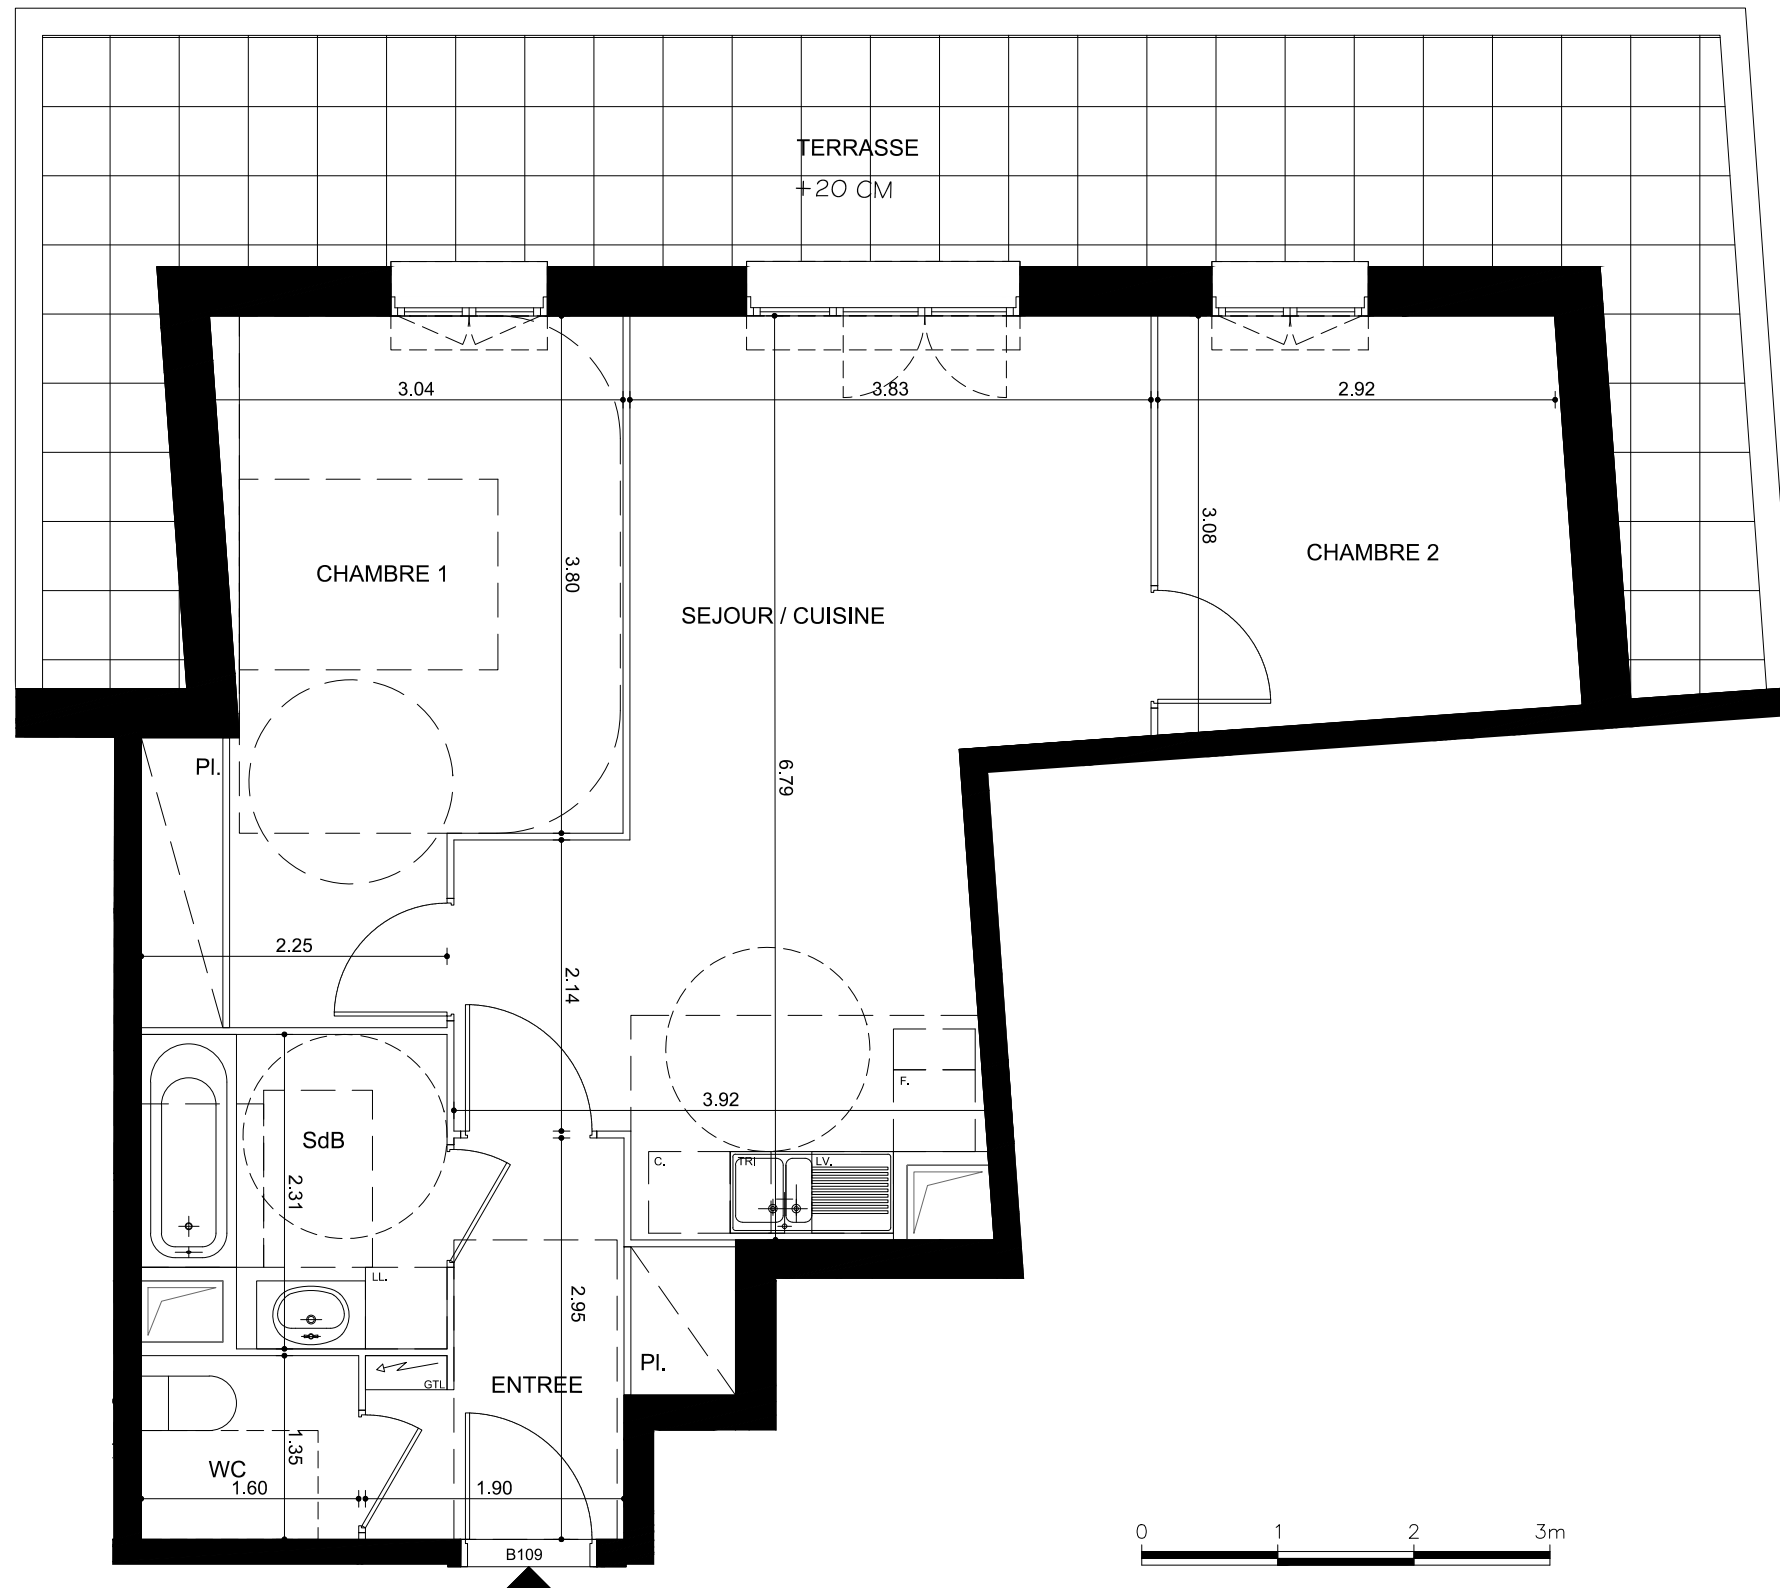 TERRASSE
+20 CM
3.04
3.83
2.92
3.08
CHAMBRE 1
3.80
CHAMBRE 2
SEJOUR / CUISINE
Pl.
6.79
2.25
2.14
F.
3.92
SdB
C.
TRI
LV.
2.31
LL.
2.95
Pl.
GTL
ENTREE
1.35
WC
1.60
1.90
B109
0 1 2 3m